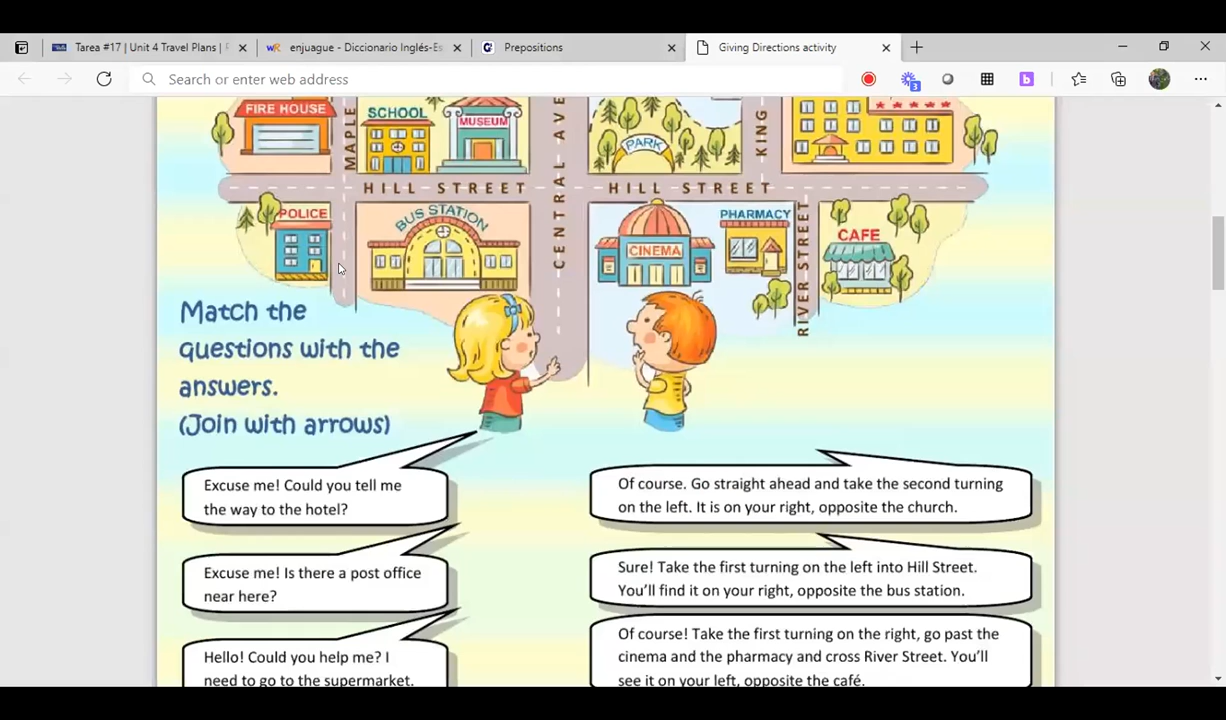 Tarea #17 | Unit 4 Travel Plans |
enjuague - Diccionario Inglés-Es
Prepositions
Giving Directions activity
Search or enter web address
3
FIRE HOUSE
MAPLE
SCHOOL
MUSEUM
CENTRAL AVE
PARK
KING
HILL STREET
HILL STREET
POLICE
BUS STATION
CINEMA
PHARMACY
RIVER STREET
CAFE
Match the
questions with the
answers.
(Join with arrows)
Excuse me! Could you tell me
the way to the hotel?
Excuse me! Is there a post office
near here?
Hello! Could you help me? I
need to go to the supermarket.
Of course. Go straight ahead and take the second turning
on the left. It is on your right, opposite the church.
Sure! Take the first turning on the left into Hill Street.
You'll find it on your right, opposite the bus station.
Of course! Take the first turning on the right, go past the
cinema and the pharmacy and cross River Street. You'll
see it on your left, opposite the café.